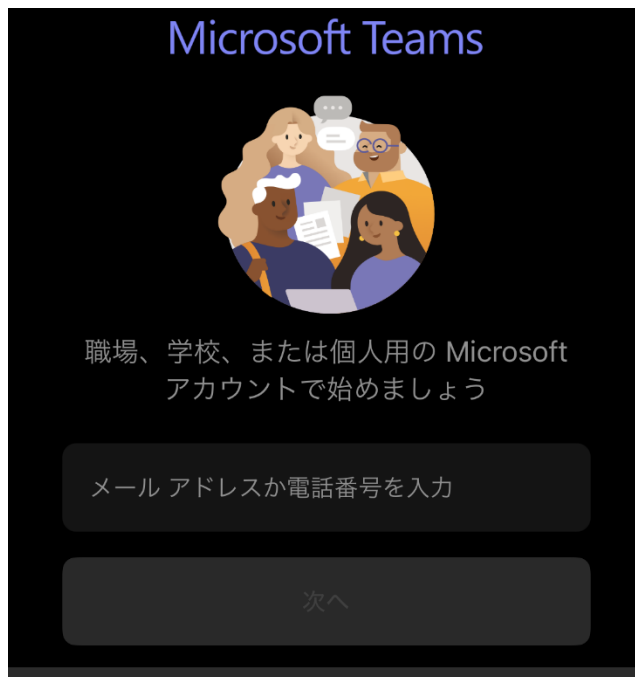 Microsoft Teams
職場、学校、または個人用の Microsoft
アカウントで始めましょう
メール アドレスか電話番号を入力
次へ